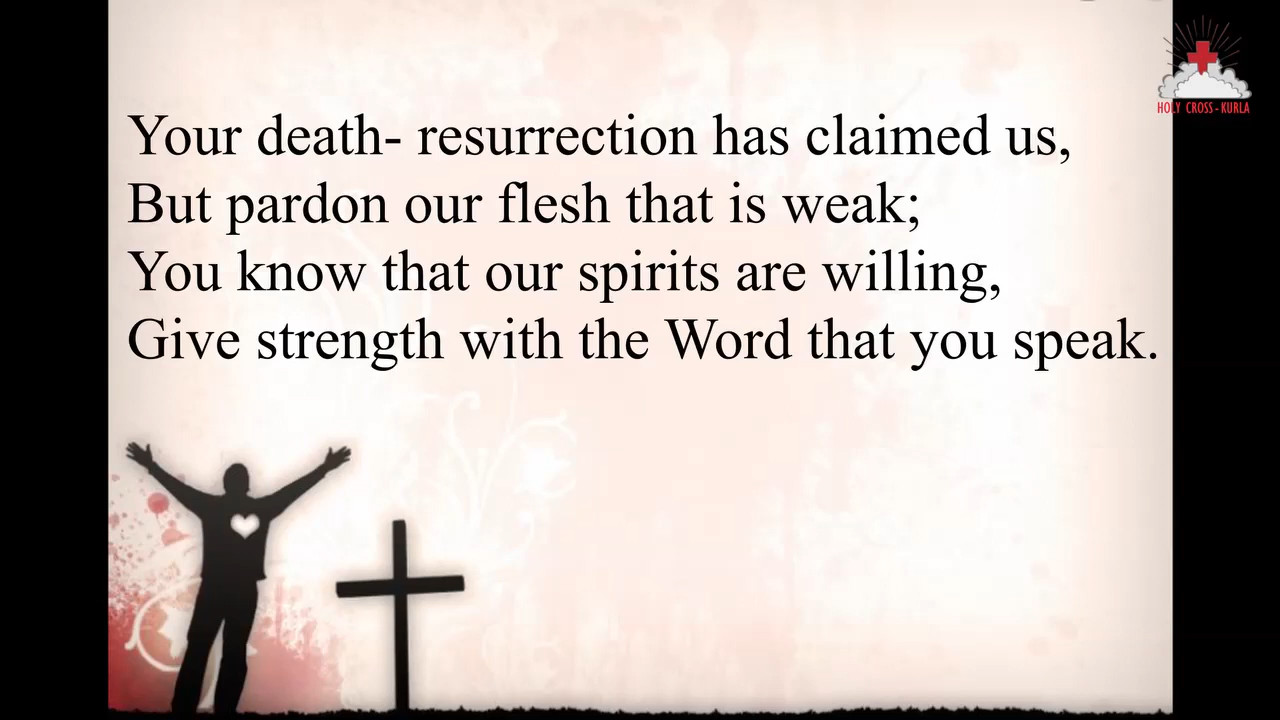 HOLY CROSS - KURLA
Your death- resurrection has claimed us,
But pardon our flesh that is weak;
You know that our spirits are willing,
Give strength with the Word that you speak.